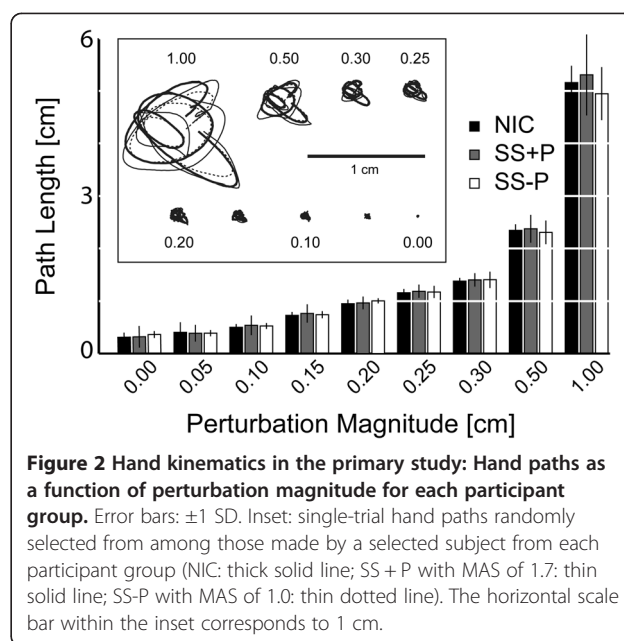 6
3
0
Path Length [cm]
1.00
0.50
0.30
0.25
1 cm
0.20
0.10
0.00
NIC
SS+P
SS-P
0.00
0.05
0.10
0.15
0.20
0.25
0.30
0.50
1.00
Perturbation Magnitude [cm]
Figure 2 Hand kinematics in the primary study: Hand paths as
a function of perturbation magnitude for each participant
group. Error bars: ±1 SD. Inset: single-trial hand paths randomly
selected from among those made by a selected subject from each
participant group (NIC: thick solid line; SS + P with MAS of 1.7: thin
solid line; SS-P with MAS of 1.0: thin dotted line). The horizontal scale
bar within the inset corresponds to 1 cm.